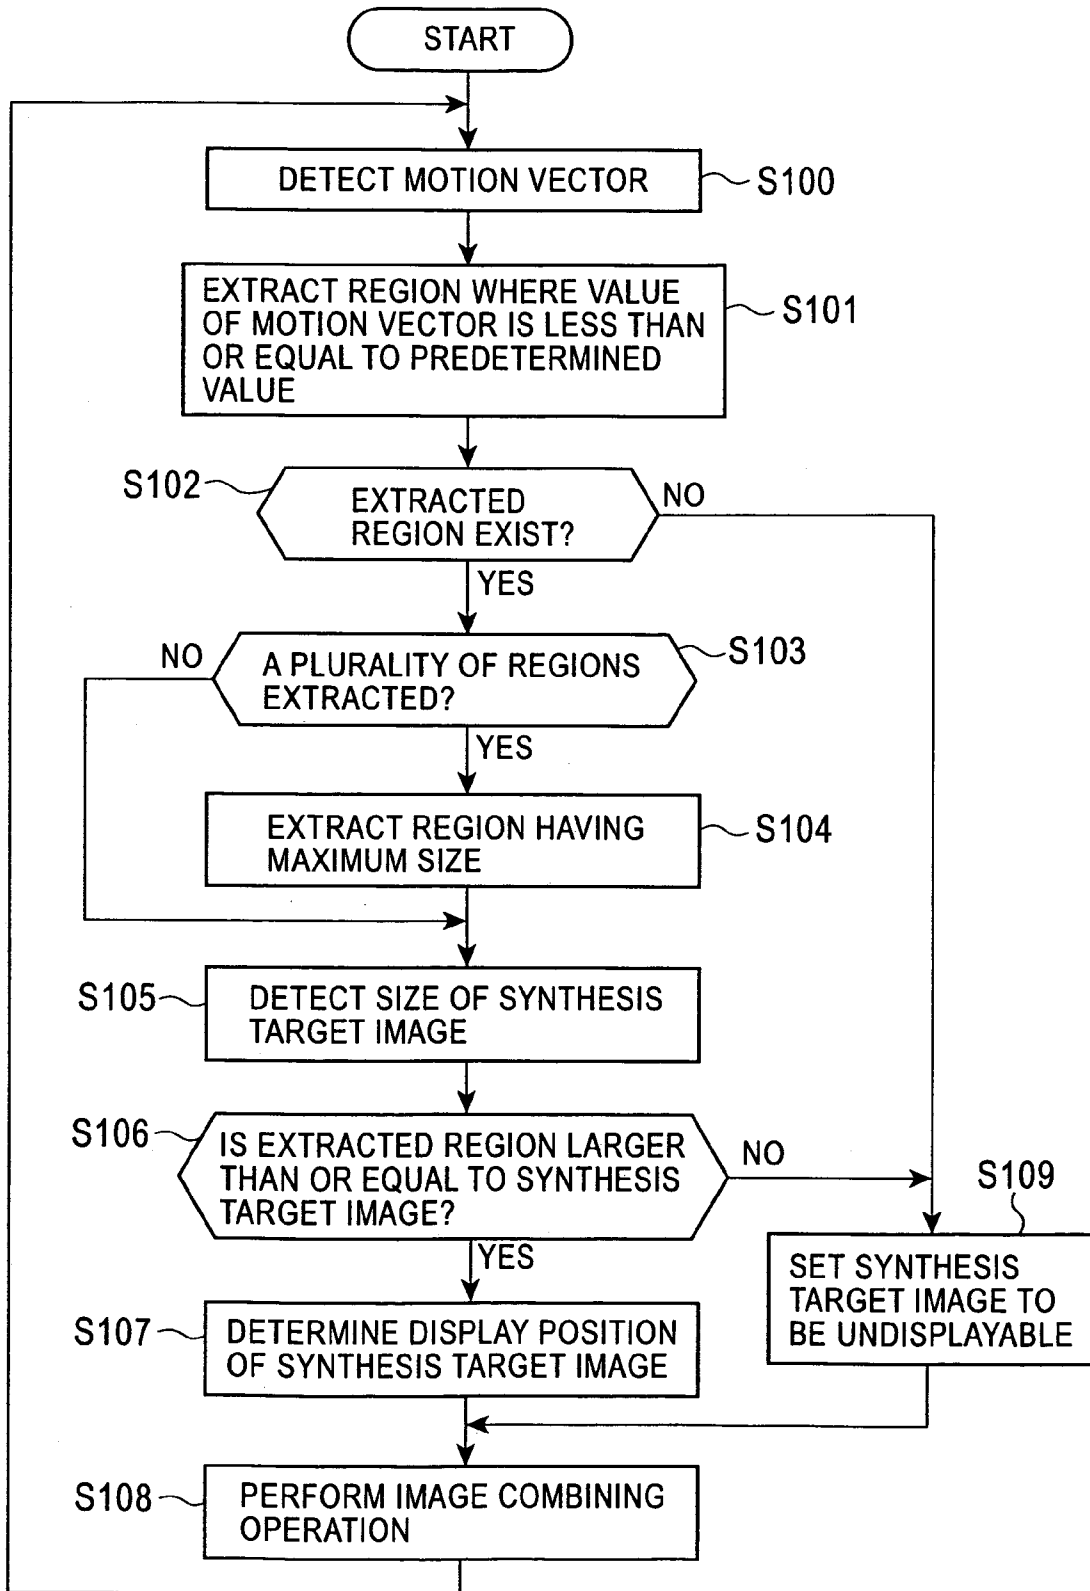 START
DETECT MOTION VECTOR
S100
EXTRACT REGION WHERE VALUE
OF MOTION VECTOR IS LESS THAN
OR EQUAL TO PREDETERMINED
VALUE
S101
S102
EXTRACTED
REGION EXIST?
NO
YES
S103
NO
A PLURALITY OF REGIONS
EXTRACTED?
YES
EXTRACT REGION HAVING
MAXIMUM SIZE
S104
S105
DETECT SIZE OF SYNTHESIS
TARGET IMAGE
S106
IS EXTRACTED REGION LARGER
THAN OR EQUAL TO SYNTHESIS
TARGET IMAGE?
NO
YES
S109
SET SYNTHESIS
TARGET IMAGE TO
BE UNDISPLAYABLE
S107
DETERMINE DISPLAY POSITION
OF SYNTHESIS TARGET IMAGE
S108
PERFORM IMAGE COMBINING
OPERATION